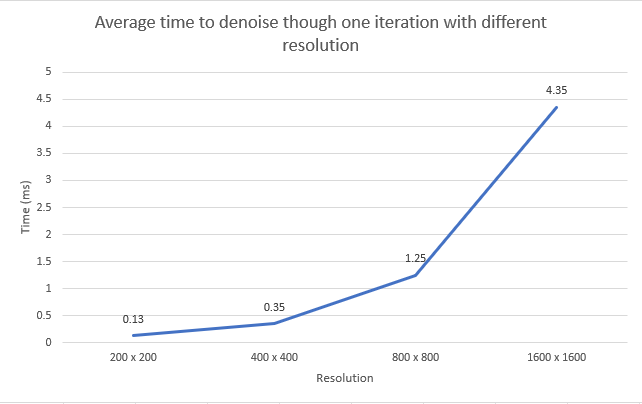 Average time to denoise though one iteration with different
resolution
5
4.5
4
3.5
3
2.5
2
1.5
1
0.5
0
Time (ms)
0.13
0.35
1.25
4.35
200 x 200
400 x 400
800 x 800
1600 x 1600
Resolution